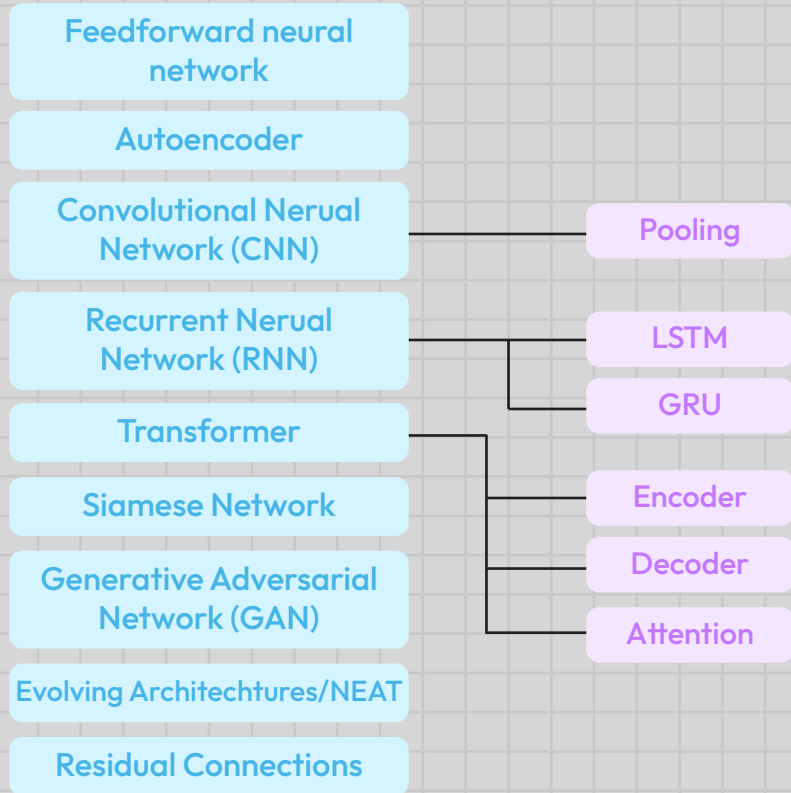 Feedforward neural
network
Autoencoder
Convolutional Nerual
Network (CNN)
Pooling
Recurrent Nerual
Network (RNN)
LSTM
GRU
Transformer
Encoder
Decoder
Attention
Siamese Network
Generative Adversarial
Network (GAN)
Evolving Architechtures/NEAT
Residual Connections